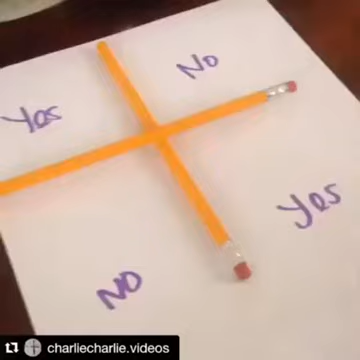 No
Yes
Yes
NO
charliecharlie.videos